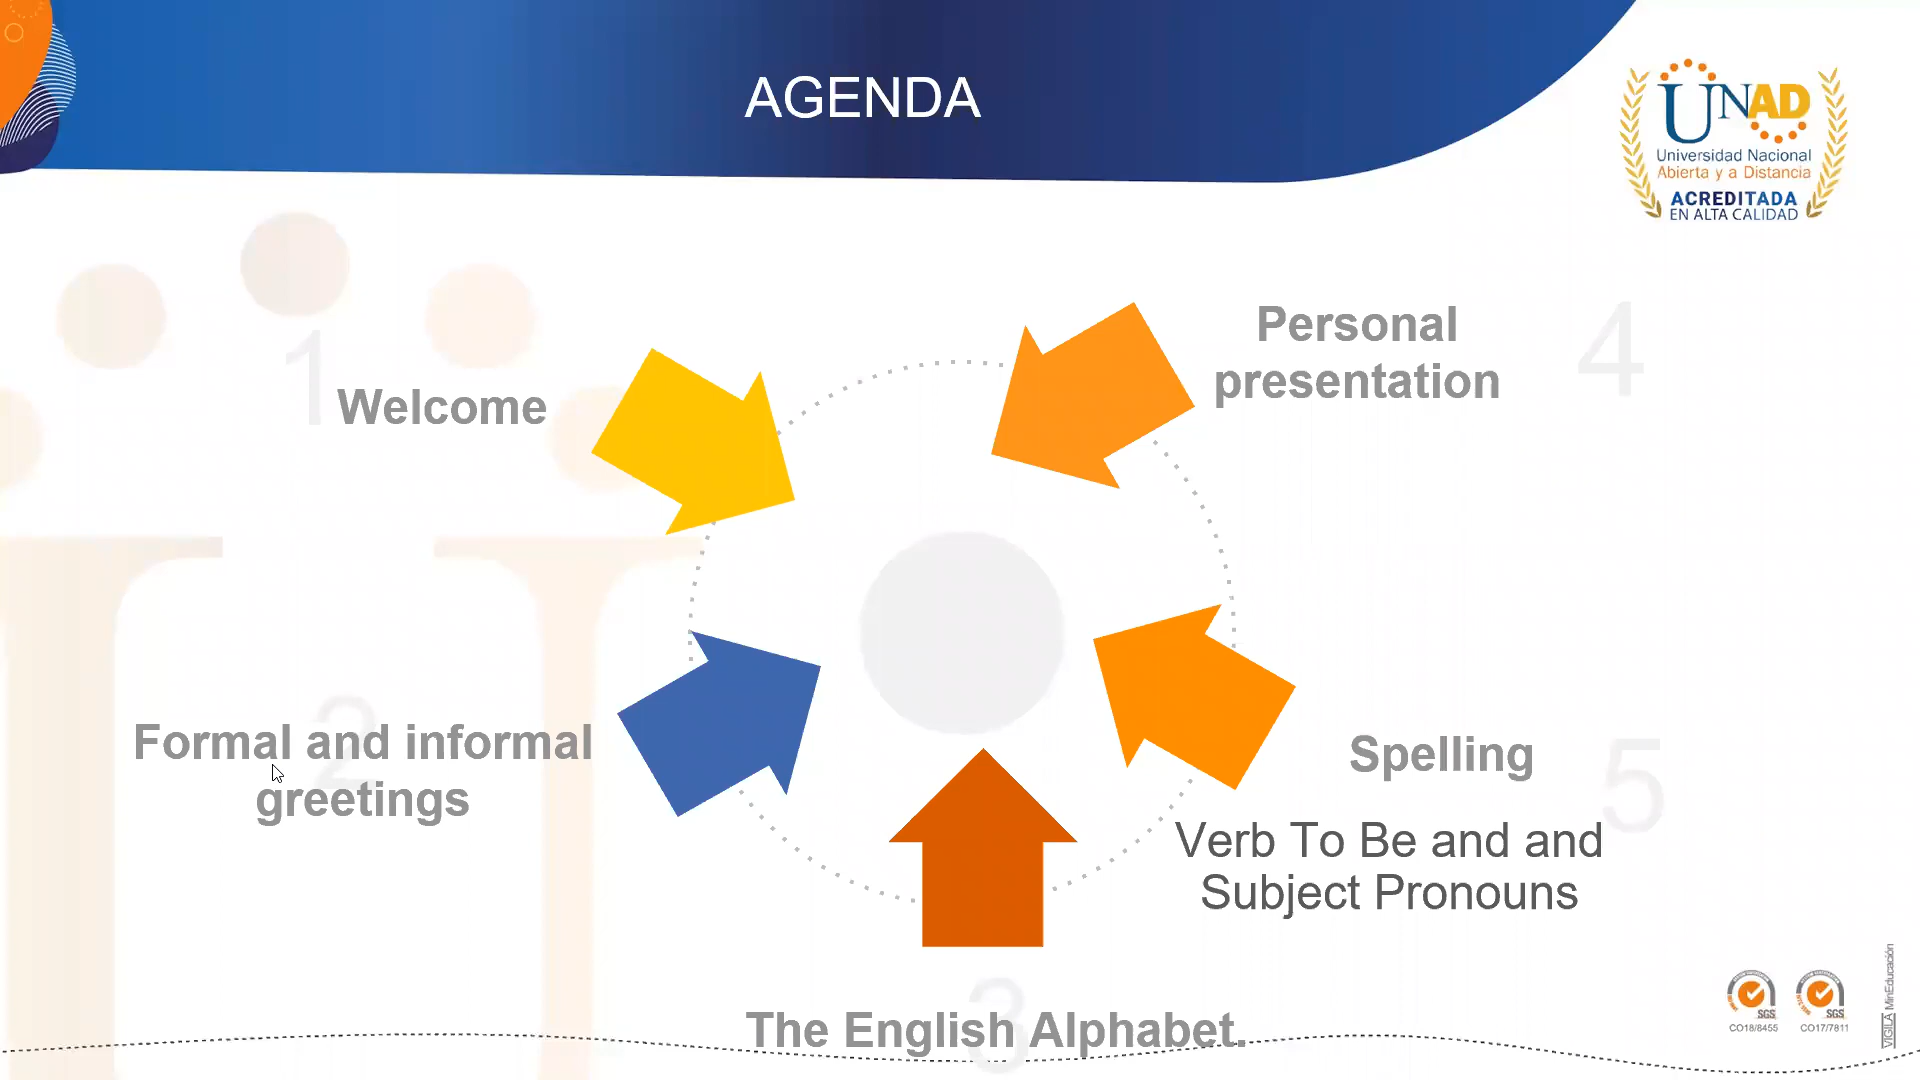 AGENDA
UNAD
Universidad Nacional
Abierta y a Distancia
ACREDITADA
EN ALTA CALIDAD
1
Welcome
Personal
presentation
4
2
Formal and informal
greetings
Spelling
5
Verb To Be and and
Subject Pronouns
3
The English Alphabet.
SGS
SGS
CO18/8455
CO17/7811
VIGILADA MinEducación